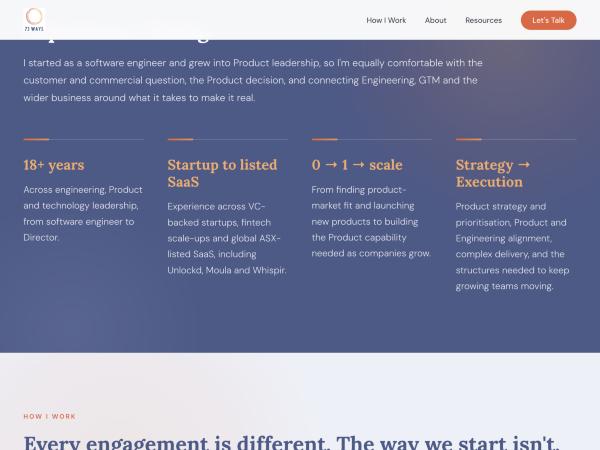 73 WAYS
How I Work
About
Resources
Let's Talk
I started as a software engineer and grew into Product leadership, so I'm equally comfortable with the
customer and commercial question, the Product decision, and connecting Engineering, GTM and the
wider business around what it takes to make it real.
18+ years
Across engineering, Product
and technology leadership,
from software engineer to
Director.
Startup to listed
SaaS
Experience across VC-
backed startups, fintech
scale-ups and global ASX-
listed SaaS, including
Unlockd, Moula and Whispir.
0 → 1 → scale
From finding product-
market fit and launching
new products to building
the Product capability
needed as companies grow.
Strategy →
Execution
Product strategy and
prioritisation, Product and
Engineering alignment,
complex delivery, and the
structures needed to keep
growing teams moving.
HOW I WORK
Every engagement is different. The way we start isn't.